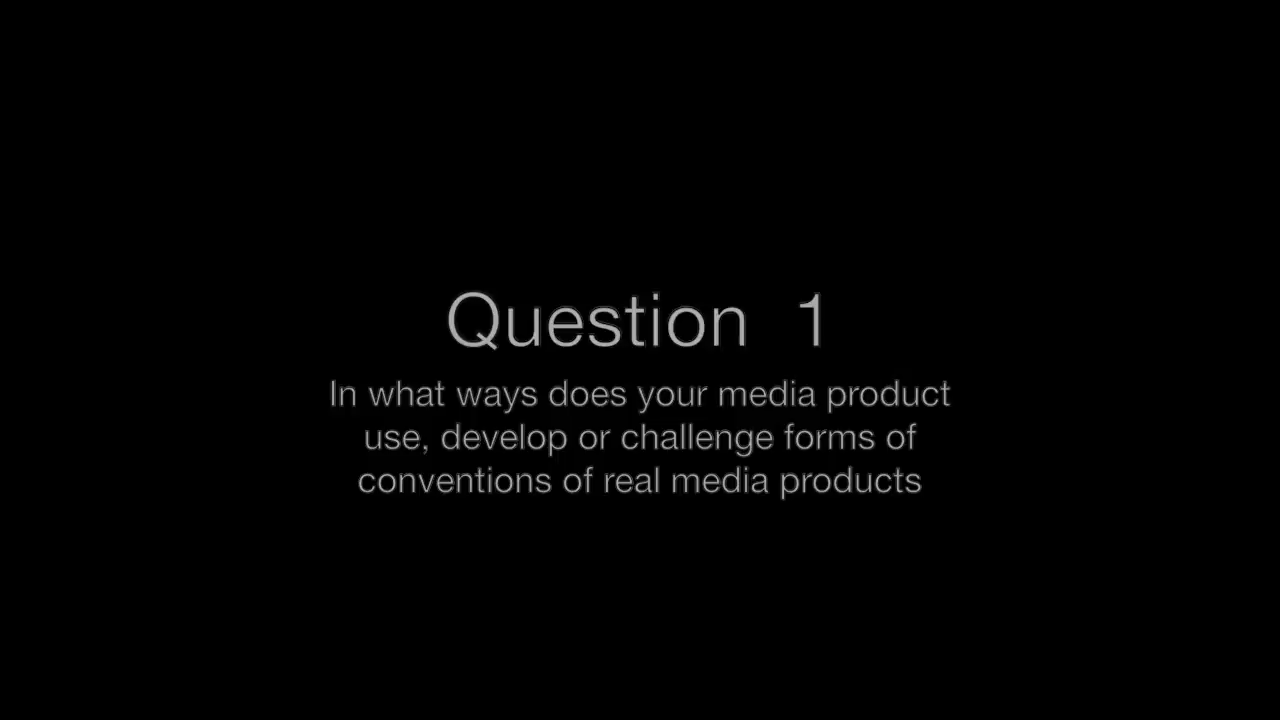 Question 1
In what ways does your media product
use, develop or challenge forms of
conventions of real media products